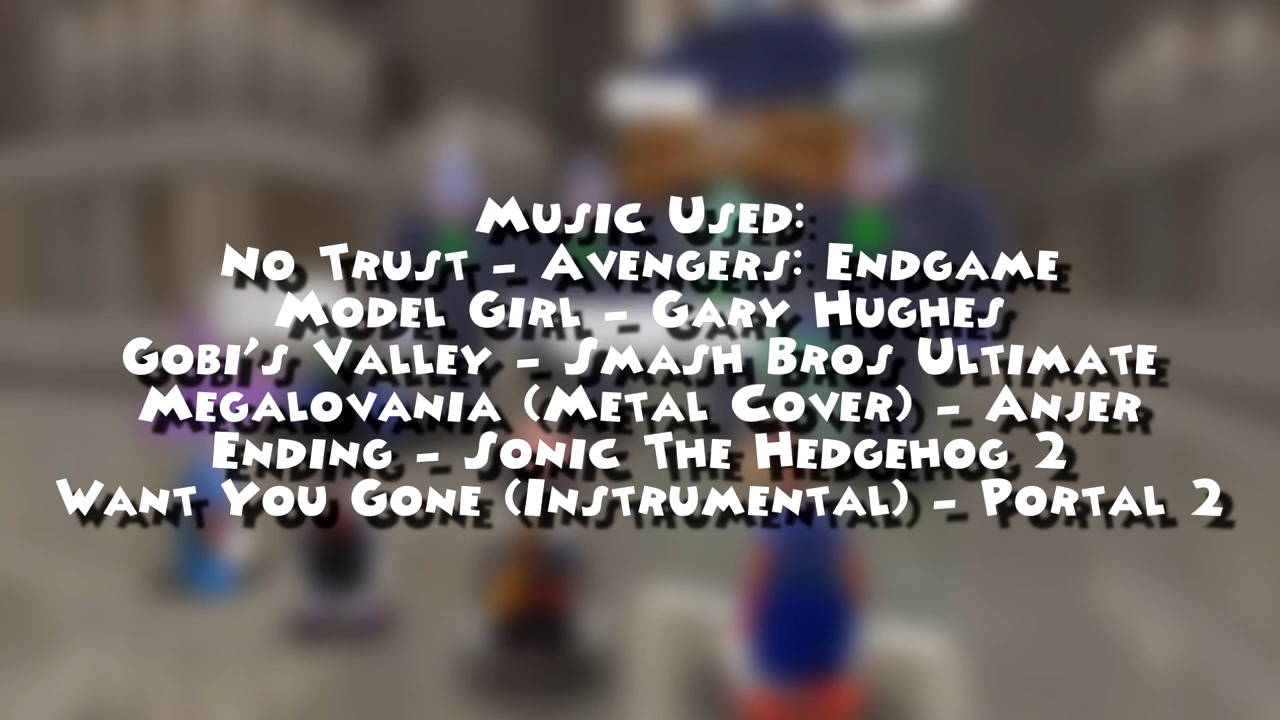 Music Used:
No Trust - Avengers: Endgame
Model Girl - Gary Hughes
Gobi's Valley - Smash Bros Ultimate
Megalovania (Metal Cover) - Anjer
Ending - Sonic The Hedgehog 2
Want You Gone (Instrumental) - Portal 2